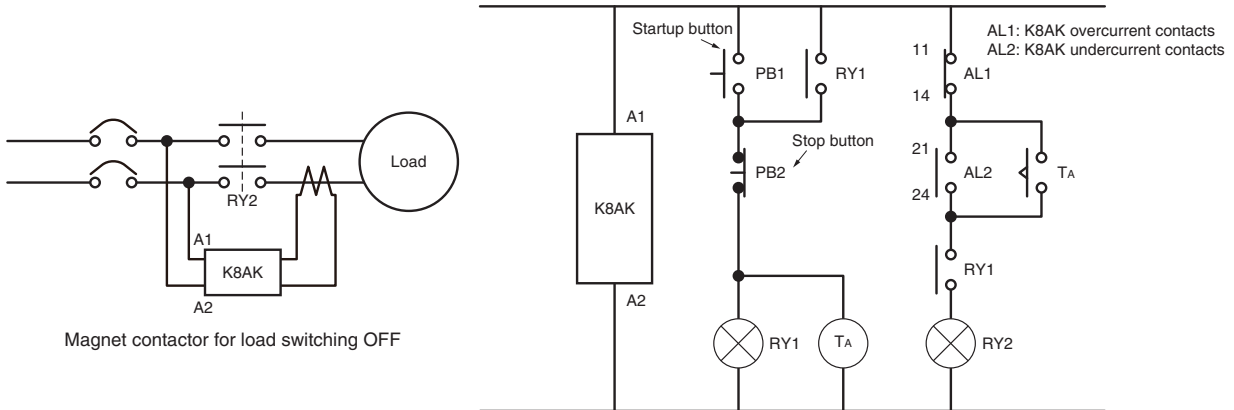 Load
RY2
A1
K8AK
A2
Magnet contactor for load switching OFF
A1
K8AK
A2
Startup button
PB1
RY1
Stop button
PB2
RY1
TA
11
AL1
14
21
AL2
TA
24
RY1
RY2
AL1: K8AK overcurrent contacts
AL2: K8AK undercurrent contacts